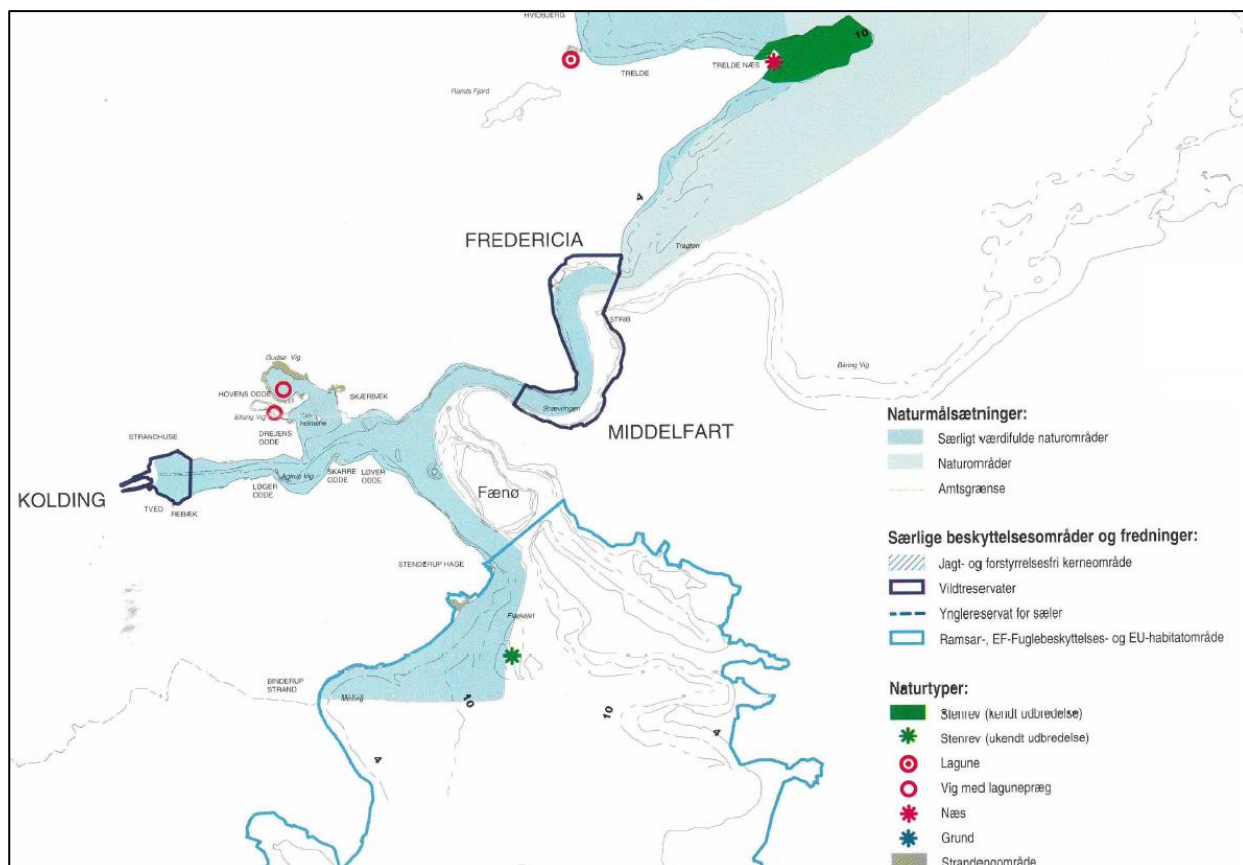 HVIDBJERG
10
TRELDE
TRELDE NÆS
Rands Fjord
4
FREDERICIA
Tragten
STRIB
Båring Vig
Gudsø Vig
HOVENS ODDE
SKÆRBÆK
Eltang Vig
DREJENS
ODDE
Snævringen
MIDDELFART
STRANDHUSE
Agtrup Vig
SKARRE
ODDE
LØVER
ODDE
LØGER
ODDE
KOLDING
TVED
REBÆK
Fænø
STENDERUP HAGE
BINDERUP
STRAND
10
10
4
4
Naturmålsætninger:
Særligt værdifulde naturområder
Naturområder
Amtsgrænse
Særlige beskyttelsesområder og fredninger:
Jagt- og forstyrrelsesfri kerneområde
Vildtreservater
Ynglereservat for sæler
Ramsar-, EF-Fuglebeskyttelses- og EU-habitatområde
Naturtyper:
Stenrev (kendt udbredelse)
Stenrev (ukendt udbredelse)
Lagune
Vig med lagunepræg
Næs
Grund
Strandengområde